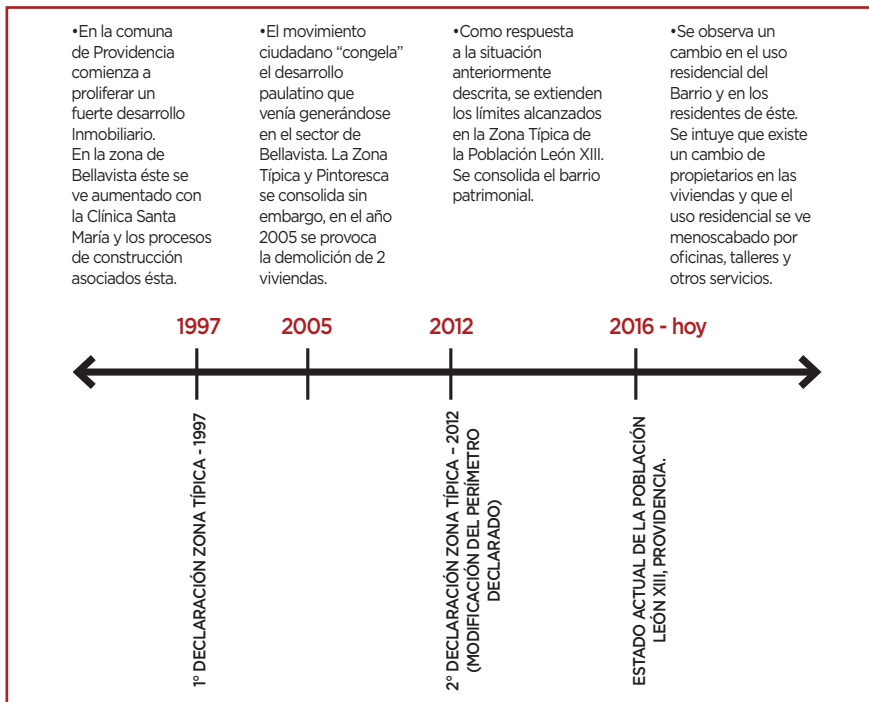 •En la comuna
de Providencia
comienza a
proliferar un
fuerte desarrollo
Inmobiliario.
En la zona de
Bellavista éste se
ve aumentado con
la Clínica Santa
María y los procesos
de construcción
asociados ésta.
•El movimiento
ciudadano “congela”
el desarrollo
paulatino que
venía generándose
en el sector de
Bellavista. La Zona
Típica y Pintoresca
se consolida sin
embargo, en el año
2005 se provoca
la demolición de 2
viviendas.
•Como respuesta
a la situación
anteriormente
descrita, se extienden
los límites alcanzados
en la Zona Típica de
la Población León XIII.
Se consolida el barrio
patrimonial.
•Se observa un
cambio en el uso
residencial del
Barrio y en los
residentes de éste.
Se intuye que existe
un cambio de
propietarios en las
viviendas y que el
uso residencial se ve
menoscabado por
oficinas, talleres y
otros servicios.
1997
2005
2012
2016 - hoy
1° DECLARACIÓN ZONA TÍPICA - 1997
2° DECLARACIÓN ZONA TÍPICA – 2012
(MODIFICACIÓN DEL PERÍMETRO
DECLARADO)
ESTADO ACTUAL DE LA POBLACIÓN
LEÓN XIII, PROVIDENCIA.